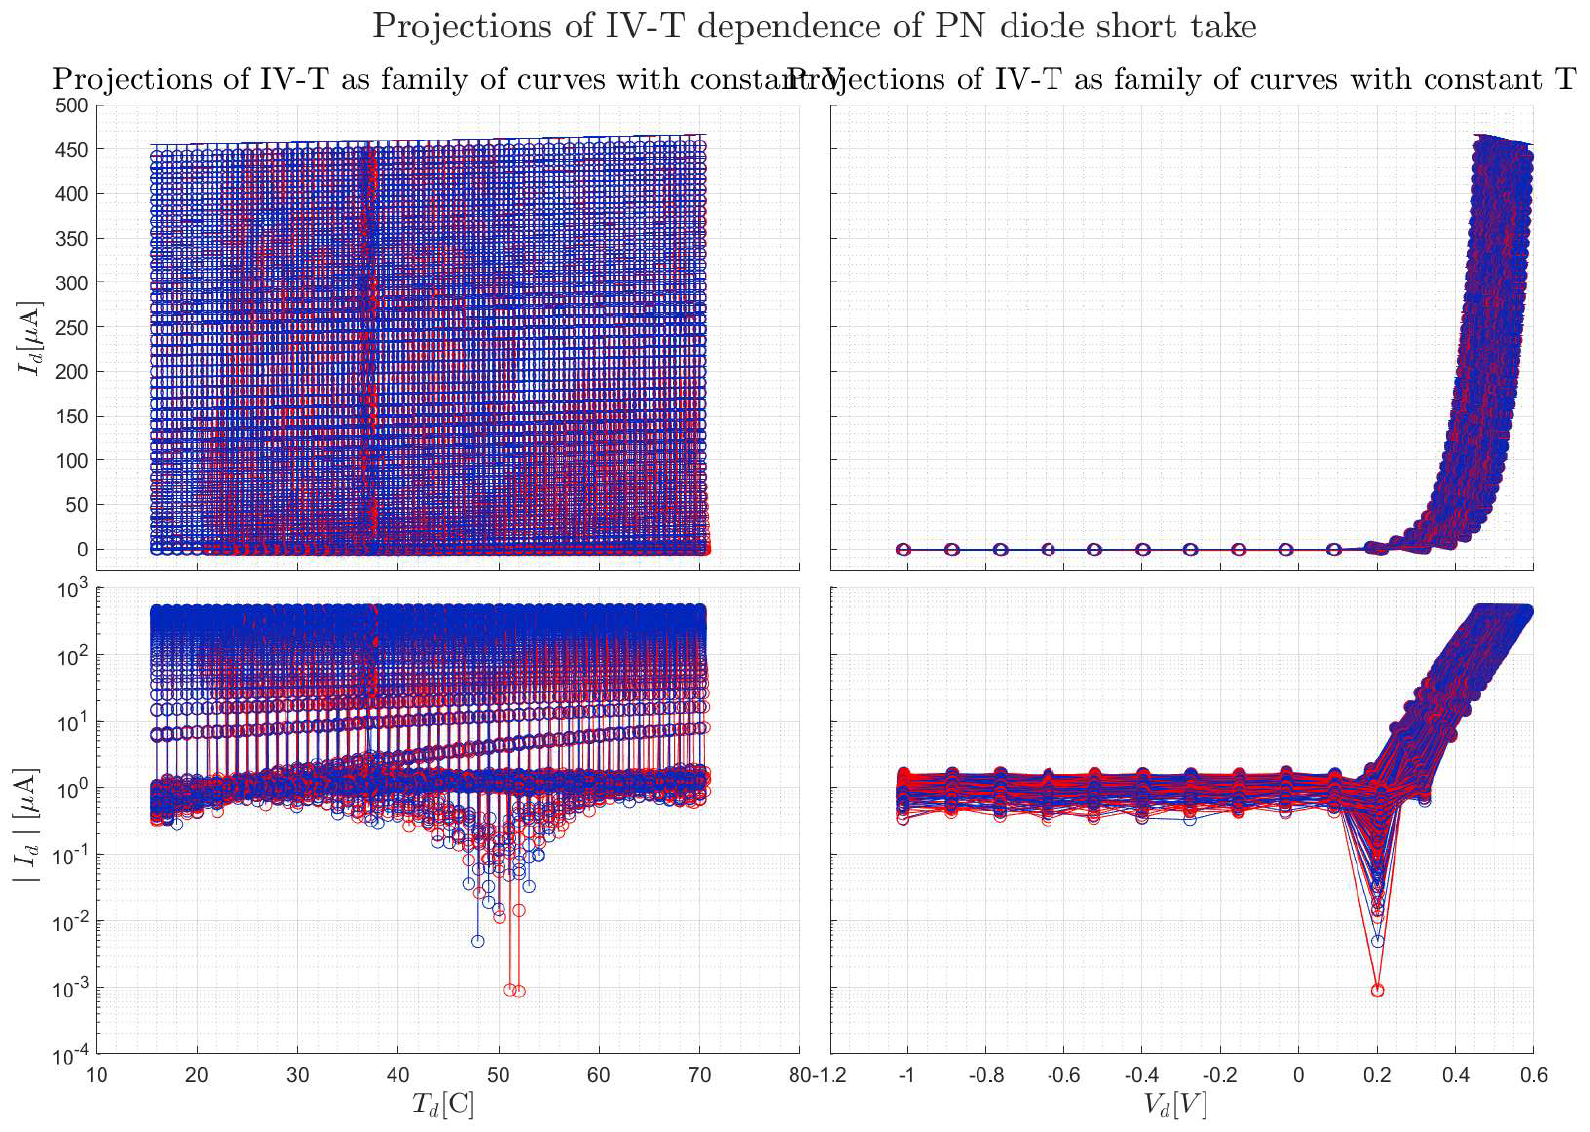 Projections of IV-T dependence of PN diode short take
Projections of IV-T as family of curves with constant V
Projections of IV-T as family of curves with constant T
500
450
400
350
300
250
200
150
100
50
0
I_d[μA]
10^3
10^2
10^1
10^0
10^-1
10^-2
10^-3
10^-4
| I_d | [μA]
10 20 30 40 50 60 70 80
-1.2 -1 -0.8 -0.6 -0.4 -0.2 0 0.2 0.4 0.6
T_d[C]
V_d[V]